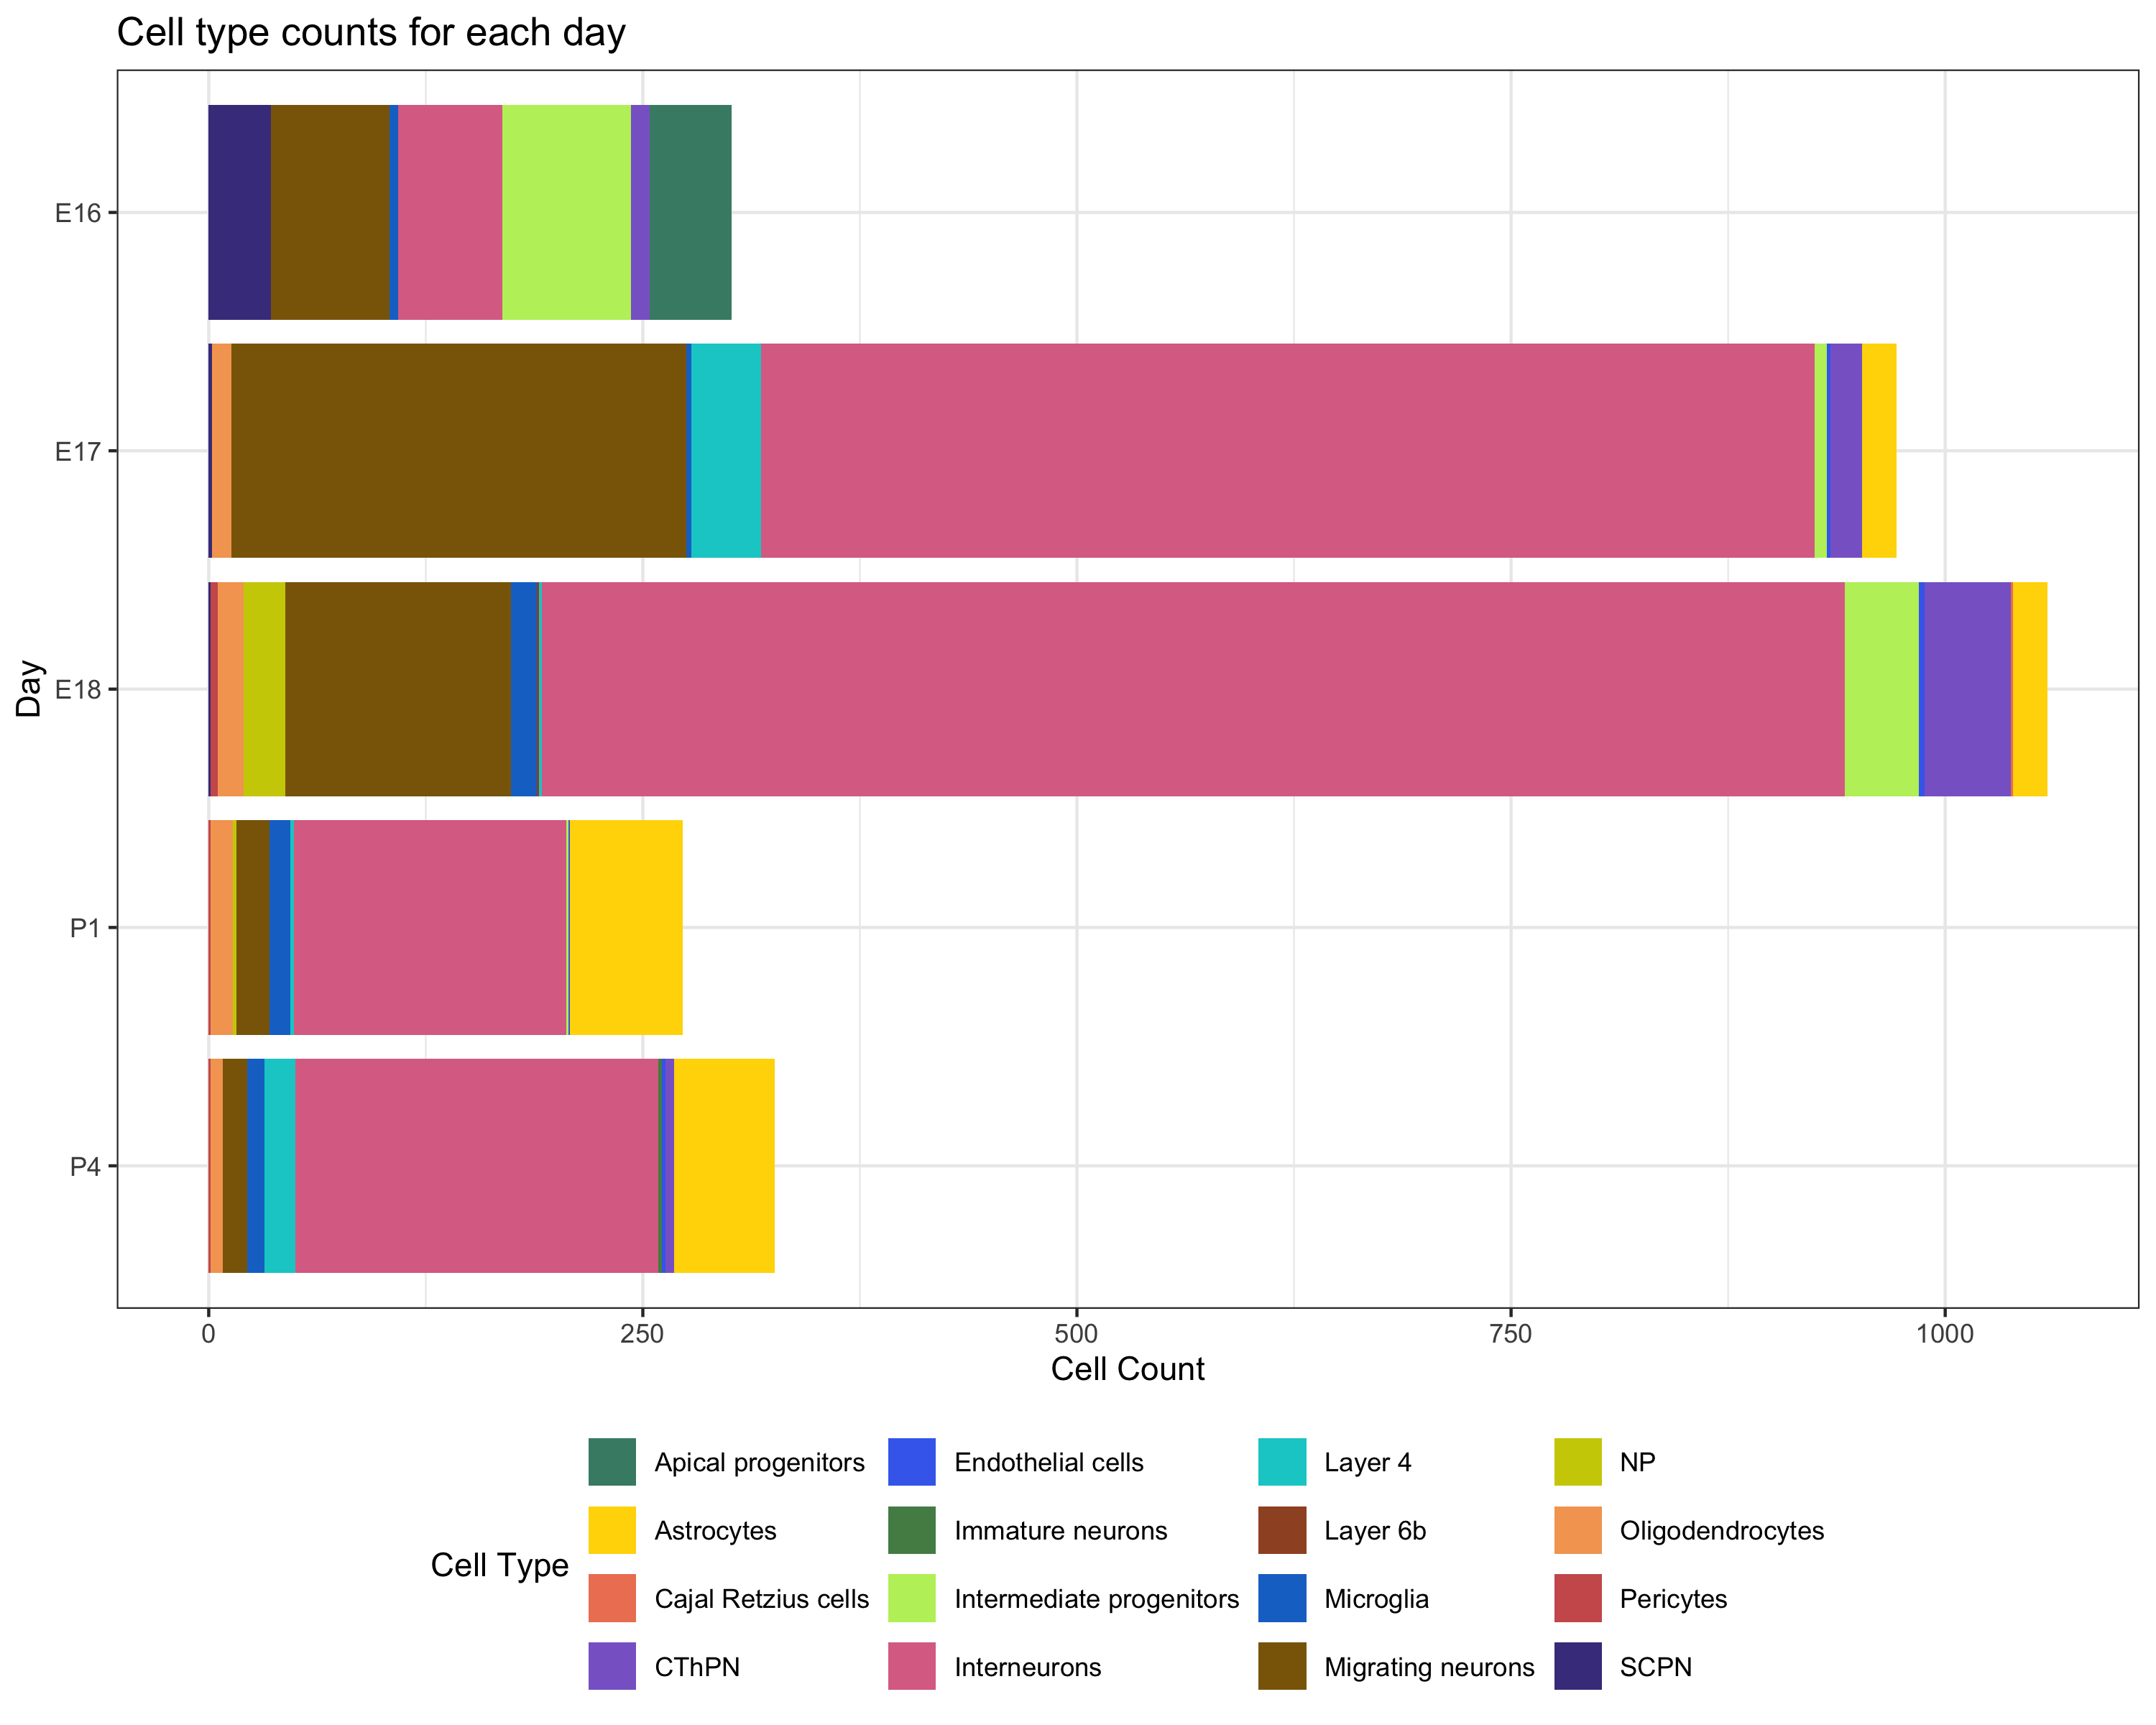 Cell type counts for each day
E16
E17
E18
P1
P4
Day
0 250 500 750 1000
Cell Count
Cell Type
Apical progenitors Endothelial cells Layer 4 NP
Astrocytes Immature neurons Layer 6b Oligodendrocytes
Cajal Retzius cells Intermediate progenitors Microglia Pericytes
CThPN Interneurons Migrating neurons SCPN